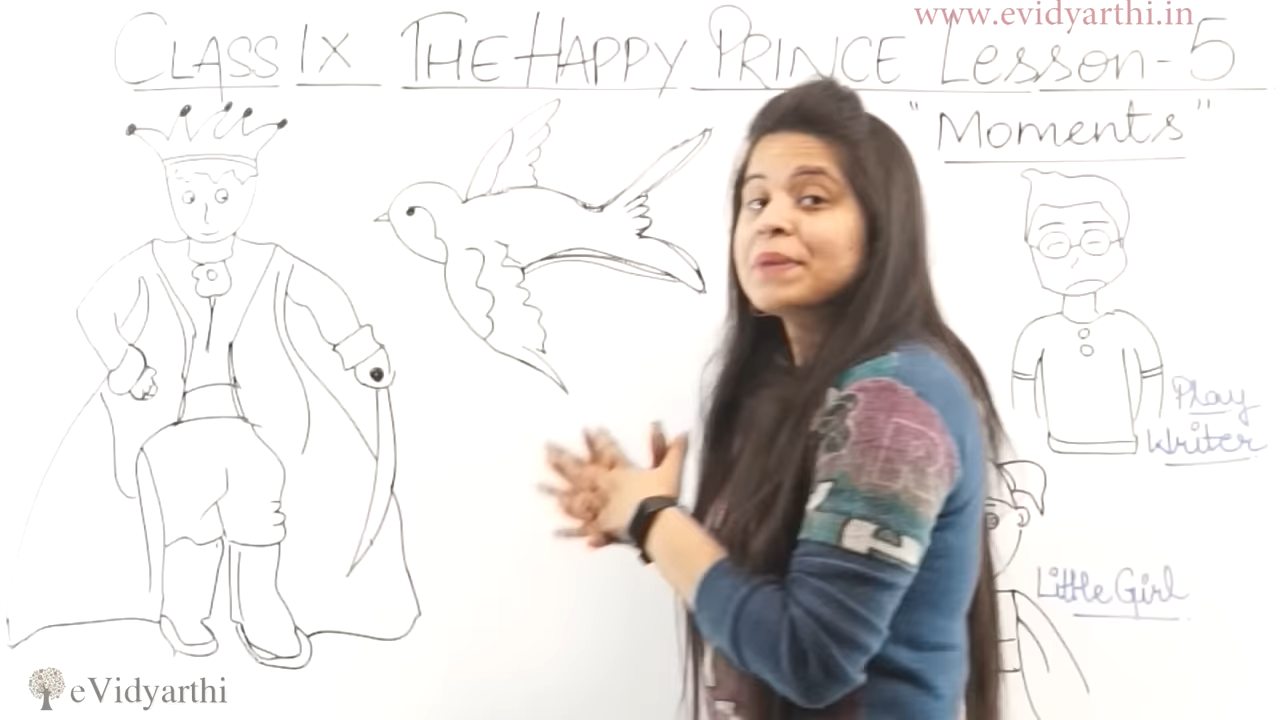 www.evidyarthi.in
CLASS IX THE HAPPY PRINCE Lesson-5
"Moments"
Play
Writer
Little Girl
eVidyarthi